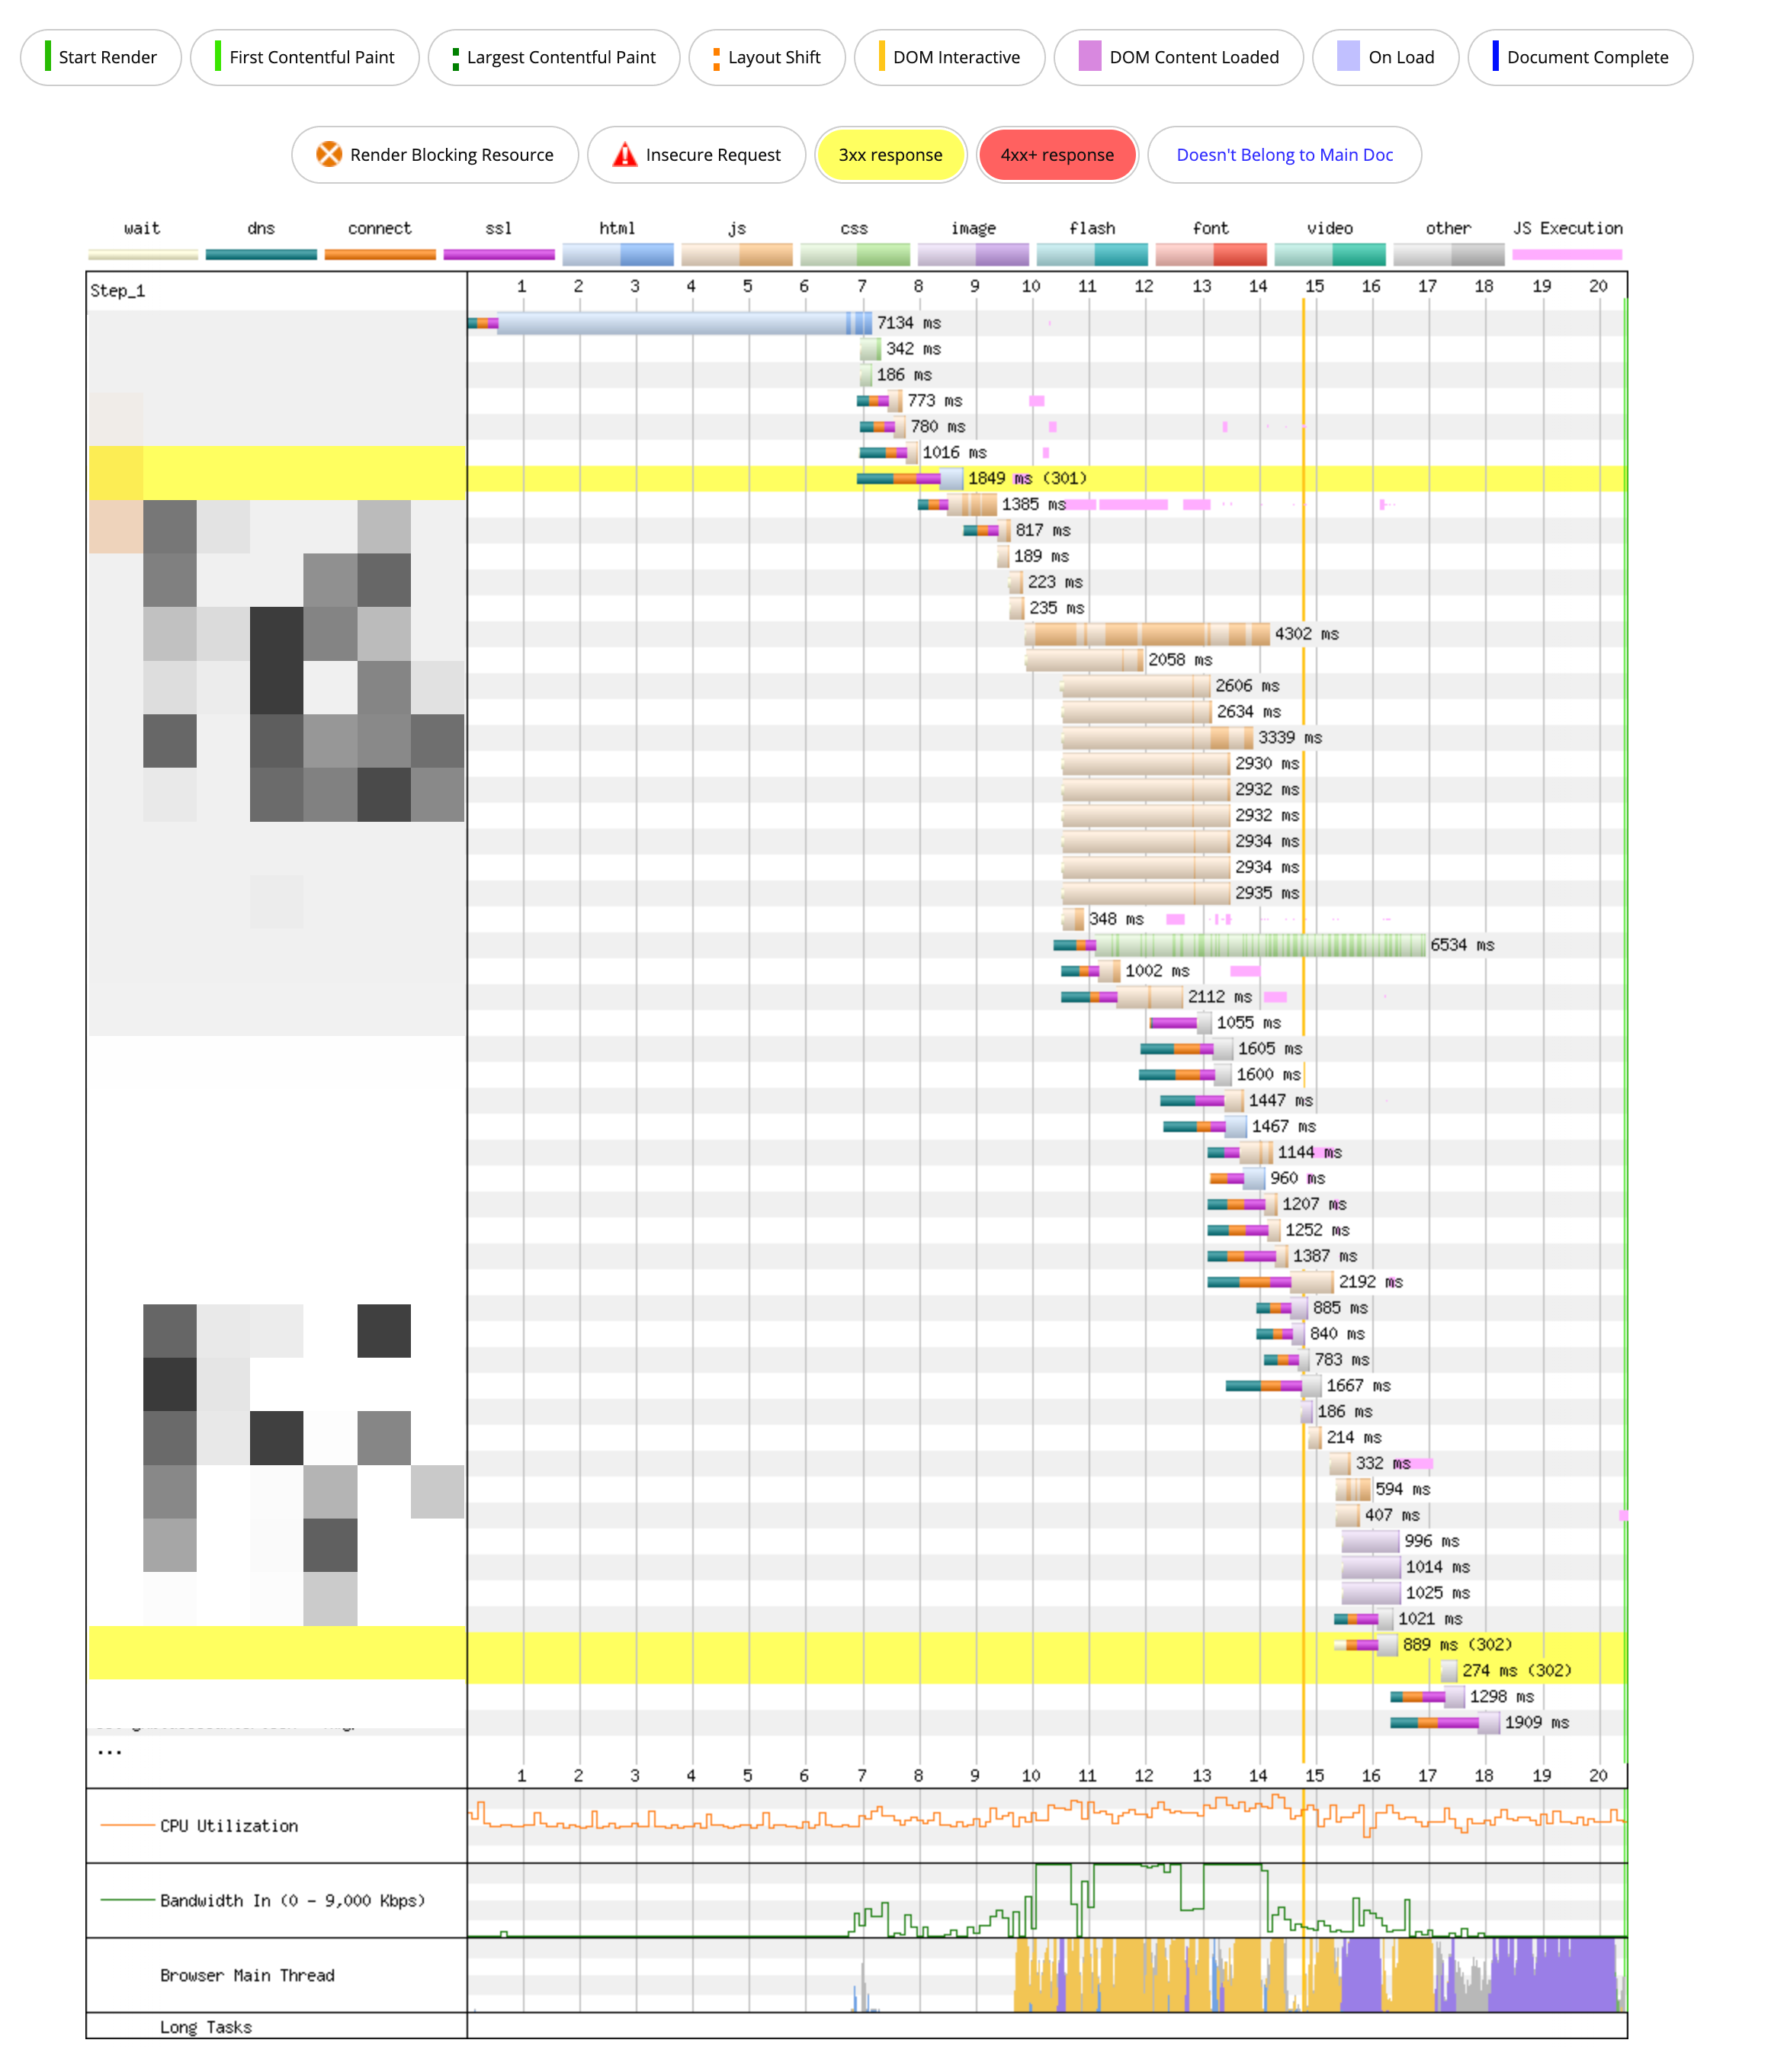 Start Render First Contentful Paint Largest Contentful Paint Layout Shift DOM Interactive DOM Content Loaded On Load Document Complete
Render Blocking Resource Insecure Request 3xx response 4xx+ response Doesn't Belong to Main Doc
wait dns connect ssl html js css image flash font video other JS Execution
Step_1 1 2 3 4 5 6 7 8 9 10 11 12 13 14 15 16 17 18 19 20
7134 ms
342 ms
186 ms
773 ms
780 ms
1016 ms
1849 ms (301)
1385 ms
817 ms
189 ms
223 ms
235 ms
4302 ms
2058 ms
2606 ms
2634 ms
3339 ms
2930 ms
2932 ms
2932 ms
2934 ms
2934 ms
2935 ms
348 ms
6534 ms
1002 ms
2112 ms
1055 ms
1605 ms
1600 ms
1447 ms
1467 ms
1144 ms
960 ms
1207 ms
1252 ms
1387 ms
2192 ms
885 ms
840 ms
783 ms
1667 ms
186 ms
214 ms
332 ms
594 ms
407 ms
996 ms
1014 ms
1025 ms
1021 ms
889 ms (302)
274 ms (302)
1298 ms
1909 ms
...
1 2 3 4 5 6 7 8 9 10 11 12 13 14 15 16 17 18 19 20
CPU Utilization
Bandwidth In (0 - 9,000 Kbps)
Browser Main Thread
Long Tasks